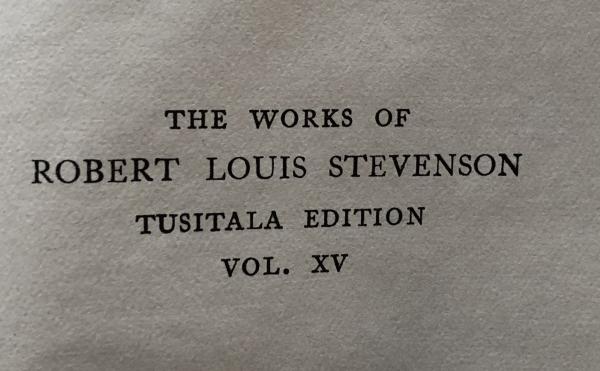 THE WORKS OF
ROBERT LOUIS STEVENSON
TUSITALA EDITION
VOL. XV